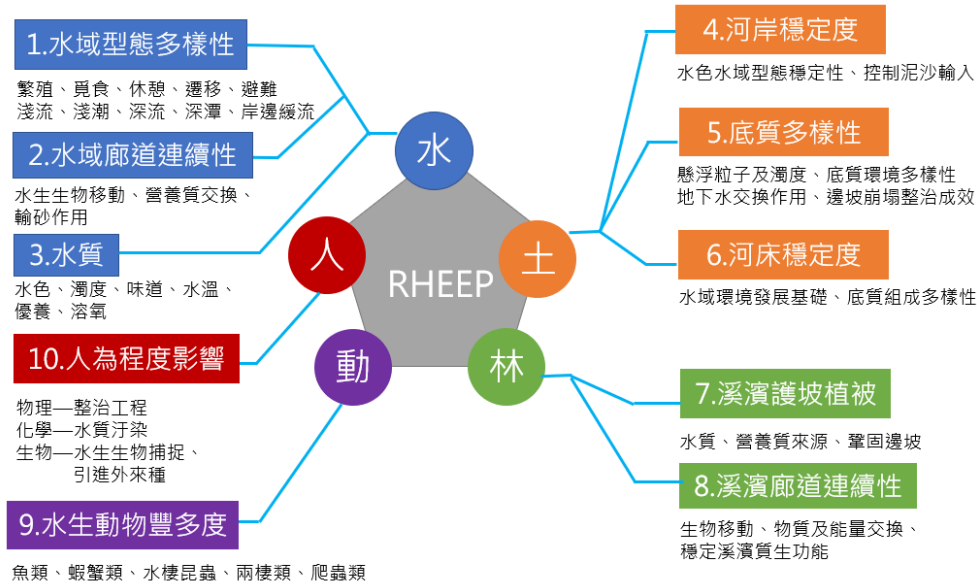 1.水域型態多樣性
繁殖、覓食、休憩、遷移、避難
淺流、淺潮、深流、深潭、岸邊緩流
2.水域廊道連續性
水生生物移動、營養質交換、
輸砂作用
3.水質
水色、濁度、味道、水溫、
優養、溶氧
10.人為程度影響
物理—整治工程
化學—水質汙染
生物—水生生物捕捉、
引進外來種
9.水生動物豐多度
魚類、蝦蟹類、水棲昆蟲、兩棲類、爬蟲類
水
人
土
RHEEP
動
林
4.河岸穩定度
水色水域型態穩定性、控制泥沙輸入
5.底質多樣性
懸浮粒子及濁度、底質環境多樣性
地下水交換作用、邊坡崩塌整治成效
6.河床穩定度
水域環境發展基礎、底質組成多樣性
7.溪濱護坡植被
水質、營養質來源、鞏固邊坡
8.溪濱廊道連續性
生物移動、物質及能量交換、
穩定溪濱質生功能